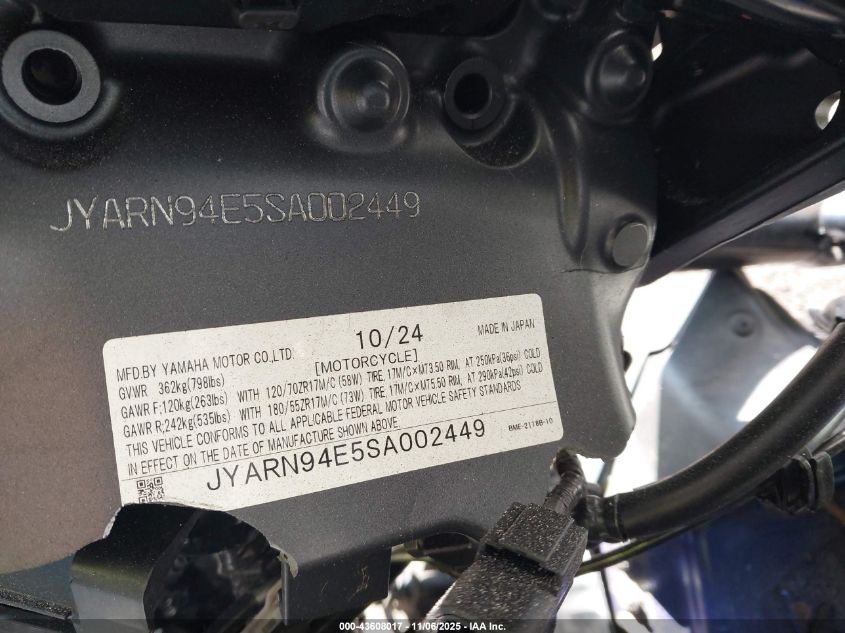 JYARN94E5SA002449
10/24
MADE IN JAPAN
MFD.BY YAMAHA MOTOR CO.,LTD.
[MOTORCYCLE]
GVWR 362kg(798lbs)
GAWR F;120kg(263lbs) WITH 120/70ZR17M/C (58W) TIRE, 17M/C×MT3.50 RIM, AT 250kPa(36psi) COLD
GAWR R;242kg(535lbs) WITH 180/55ZR17M/C (73W) TIRE, 17M/C×MT5.50 RIM, AT 290kPa(42psi) COLD
THIS VEHICLE CONFORMS TO ALL APPLICABLE FEDERAL MOTOR VEHICLE SAFETY STANDARDS
IN EFFECT ON THE DATE OF MANUFACTURE SHOWN ABOVE
BME-2118B-10
JYARN94E5SA002449
000-43608017 - 11/06/2025 - IAA Inc.